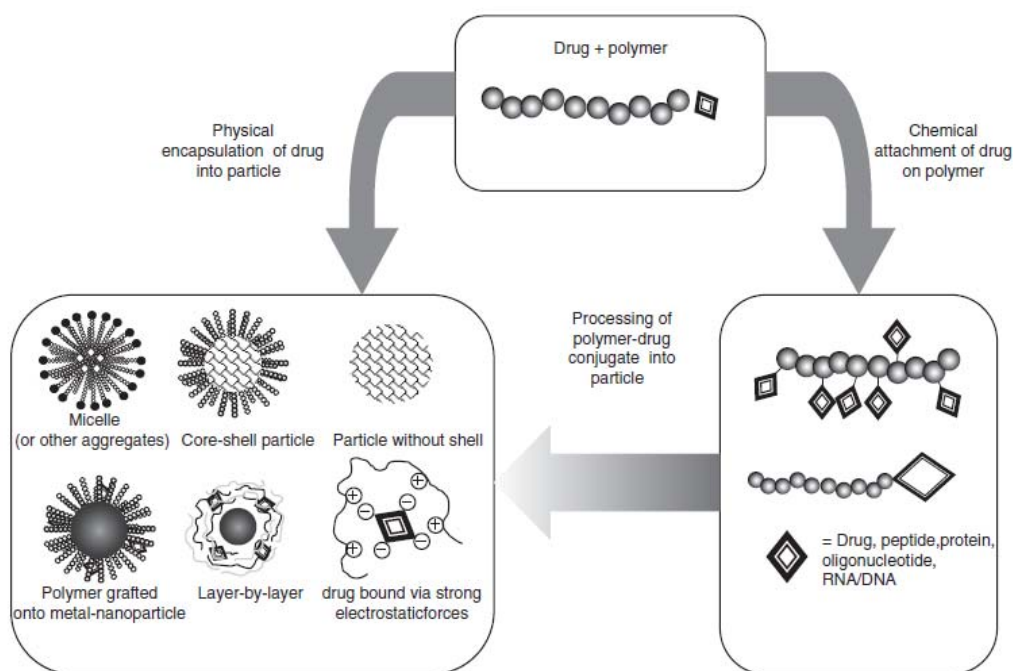 Drug + polymer
Physical
encapsulation of drug
into particle
Chemical
attachment of drug
on polymer
Processing of
polymer-drug
conjugate into
particle
Micelle
(or other aggregates)
Core-shell particle
Particle without shell
Polymer grafted
onto metal-nanoparticle
Layer-by-layer
drug bound via strong
electrostaticforces
+ − − + + − − +
= Drug, peptide,protein,
oligonucleotide,
RNA/DNA